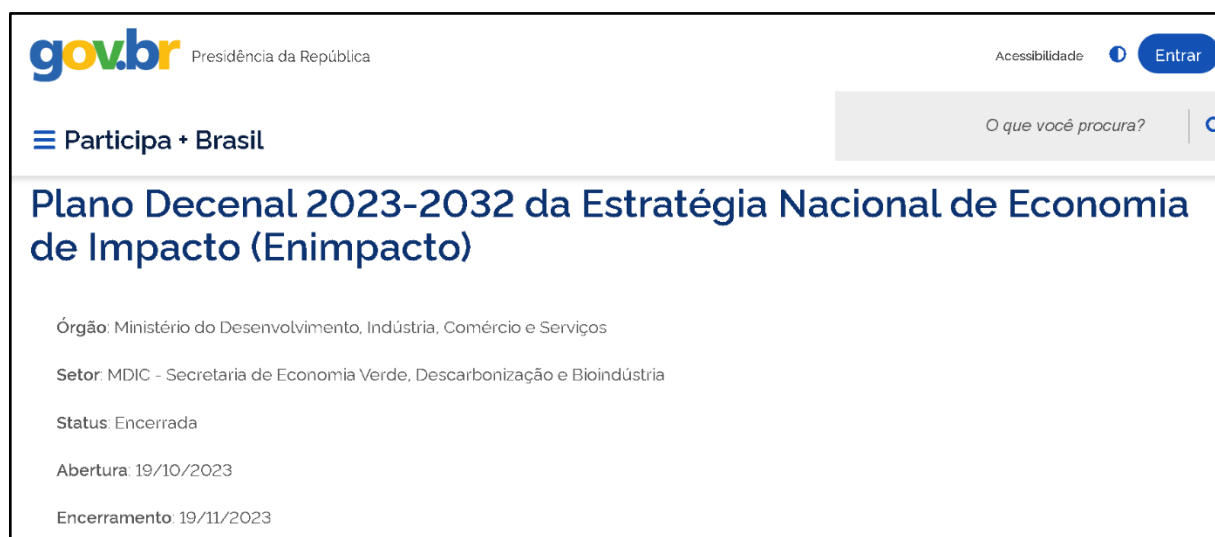 gov.br Presidência da República Acessibilidade Entrar
Participa + Brasil O que você procura?
Plano Decenal 2023-2032 da Estratégia Nacional de Economia
de Impacto (Enimpacto)
Órgão: Ministério do Desenvolvimento, Indústria, Comércio e Serviços
Setor: MDIC - Secretaria de Economia Verde, Descarbonização e Bioindústria
Status: Encerrada
Abertura: 19/10/2023
Encerramento: 19/11/2023